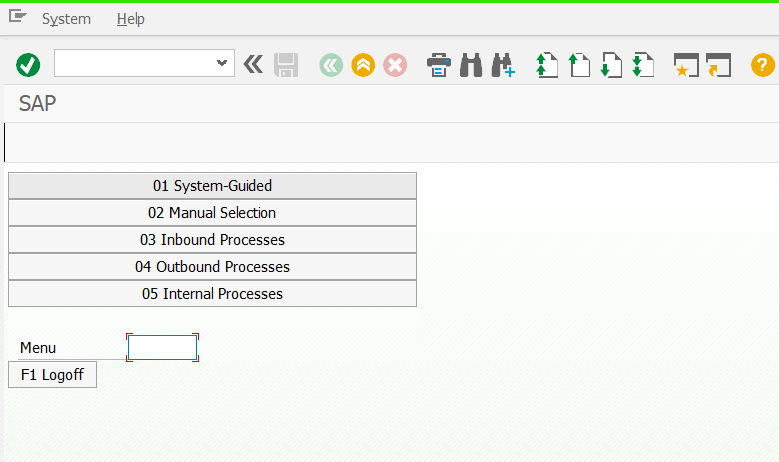 System Help
SAP
01 System-Guided
02 Manual Selection
03 Inbound Processes
04 Outbound Processes
05 Internal Processes
Menu
F1 Logoff